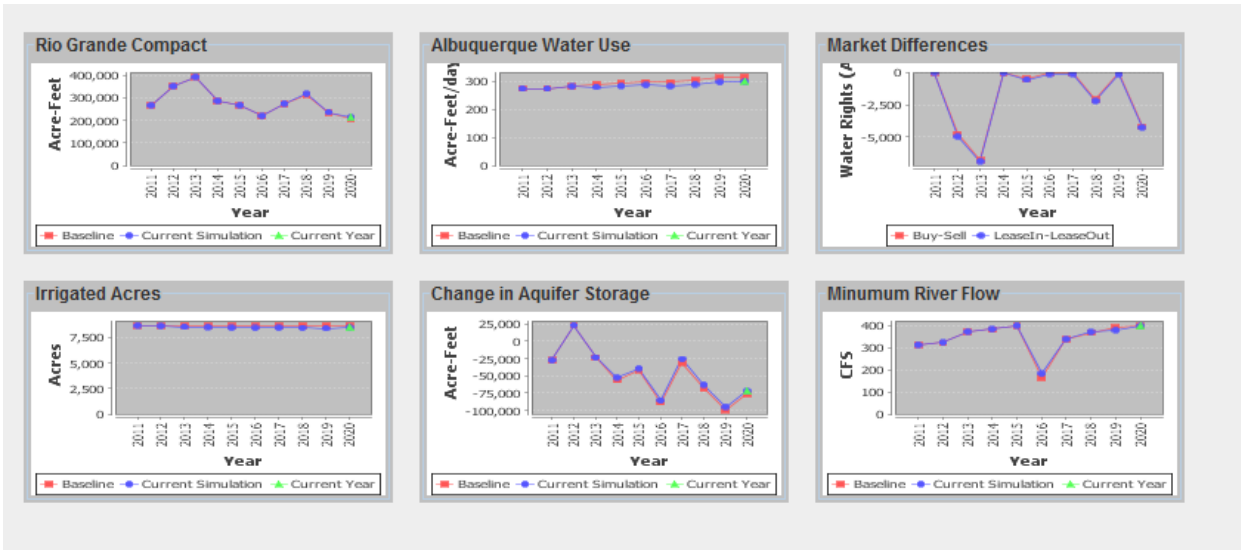 Rio Grande Compact
Acre-Feet
400,000
300,000
200,000
100,000
0
2011 2012 2013 2014 2015 2016 2017 2018 2019 2020
Year
Baseline Current Simulation Current Year
Albuquerque Water Use
Acre-Feet/day
300
200
100
0
2011 2012 2013 2014 2015 2016 2017 2018 2019 2020
Year
Baseline Current Simulation Current Year
Market Differences
Water Rights (A
0
-2,500
-5,000
2011 2012 2013 2014 2015 2016 2017 2018 2019 2020
Year
Buy-Sell LeaseIn-LeaseOut
Irrigated Acres
Acres
7,500
5,000
2,500
0
2011 2012 2013 2014 2015 2016 2017 2018 2019 2020
Year
Baseline Current Simulation Current Year
Change in Aquifer Storage
Acre-Feet
25,000
0
-25,000
-50,000
-75,000
-100,000
2011 2012 2013 2014 2015 2016 2017 2018 2019 2020
Year
Baseline Current Simulation Current Year
Minumum River Flow
CFS
400
300
200
100
0
2011 2012 2013 2014 2015 2016 2017 2018 2019 2020
Year
Baseline Current Simulation Current Year